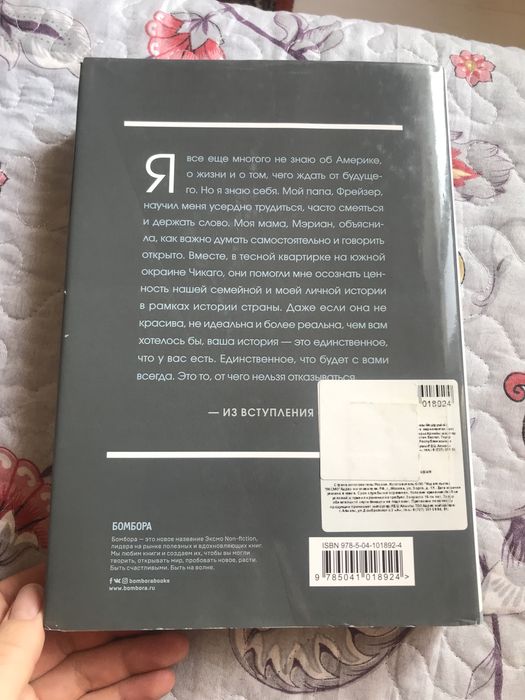 Я все еще многого не знаю об Америке,
о жизни и о том, чего ждать от будуще-
го. Но я знаю себя. Мой папа, Фрейзер,
научил меня усердно трудиться, часто смеяться
и держать слово. Моя мама, Мэриан, объясни-
ла, как важно думать самостоятельно и говорить
открыто. Вместе, в тесной квартирке на южной
окраине Чикаго, они помогли мне осознать цен-
ность нашей семейной и моей личной истории
в рамках истории страны. Даже если она не
красива, не идеальна и более реальна, чем вам
хотелось бы, ваша история — это единственное,
что у вас есть. Единственное, что будет с вами
всегда. Это то, от чего нельзя отказываться.
— ИЗ ВСТУПЛЕНИЯ
018924
БОМБОРА
Бомбора — это новое название Эксмо Non-fiction,
лидера на рынке полезных и вдохновляющих книг.
Мы любим книги и создаем их, чтобы вы могли
творить, открывать мир, пробовать новое, расти.
Быть счастливыми. Быть на волне.
bomborabooks
www.bombora.ru
ISBN 978-5-04-101892-4
9 785041 018924 >